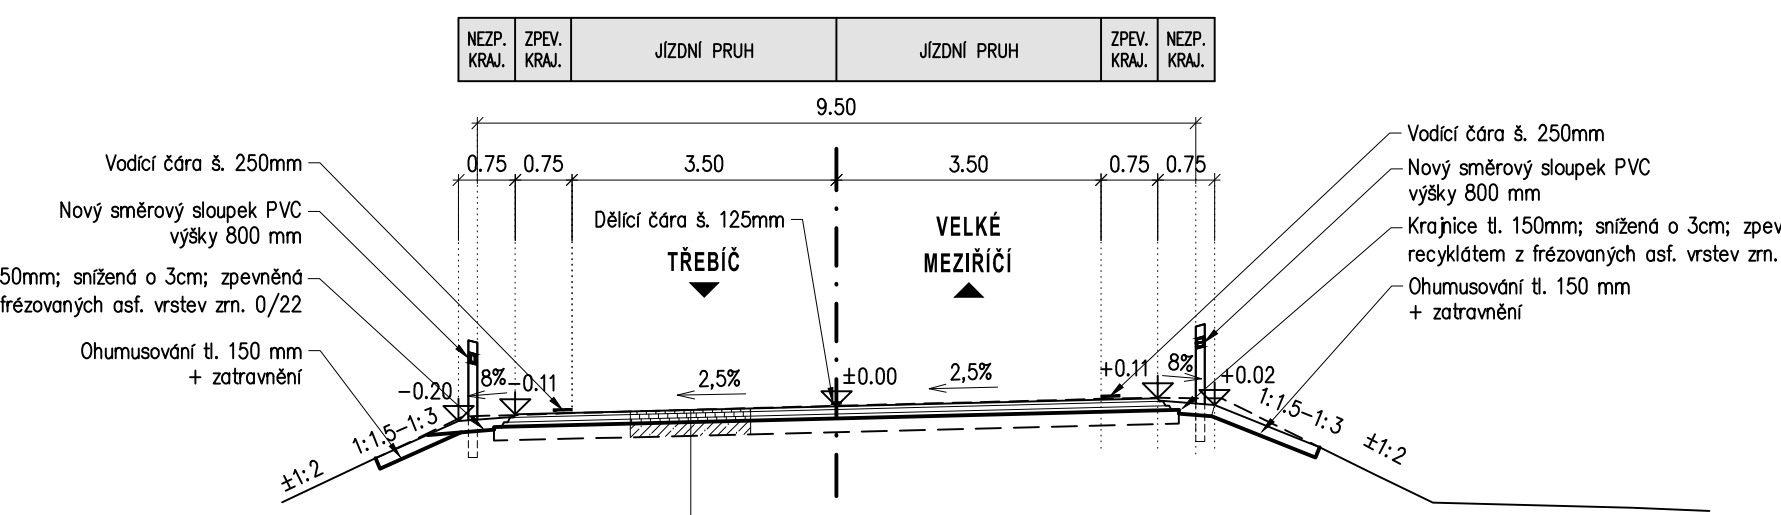 NEZP. ZPEV. JÍZDNÍ PRUH JÍZDNÍ PRUH ZPEV. NEZP.
KRAJ. KRAJ. KRAJ. KRAJ.
9.50
0.75 0.75 3.50 3.50 0.75 0.75
Vodící čára š. 250mm
Nový směrový sloupek PVC
výšky 800 mm
50mm; snížená o 3cm; zpevněná
frézovaných asf. vrstev zrn. 0/22
Ohumusování tl. 150 mm
+ zatravnění
Dělící čára š. 125mm
TŘEBÍČ
VELKÉ
MEZIŘÍČÍ
Vodící čára š. 250mm
Nový směrový sloupek PVC
výšky 800 mm
Krajnice tl. 150mm; snížená o 3cm; zpev
recyklátem z frézovaných asf. vrstev zrn.
Ohumusování tl. 150 mm
+ zatravnění
-0.20 8% -0.11 2,5% ±0.00 2,5% +0.11 8% +0.02
±1:2 1:1.5-1:3 1:1.5-1:3 ±1:2